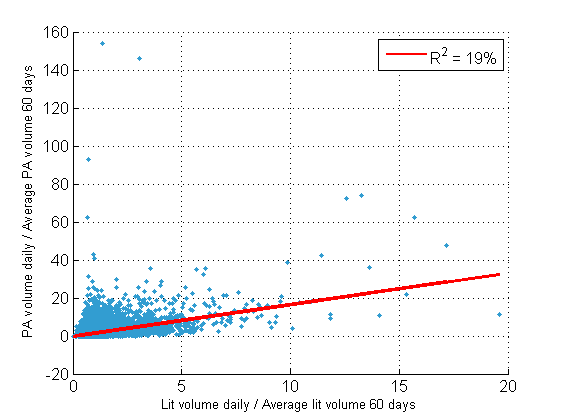 160
140
120
100
80
60
40
20
0
-20
PA volume daily / Average PA volume 60 days
R² = 19%
0 5 10 15 20
Lit volume daily / Average lit volume 60 days